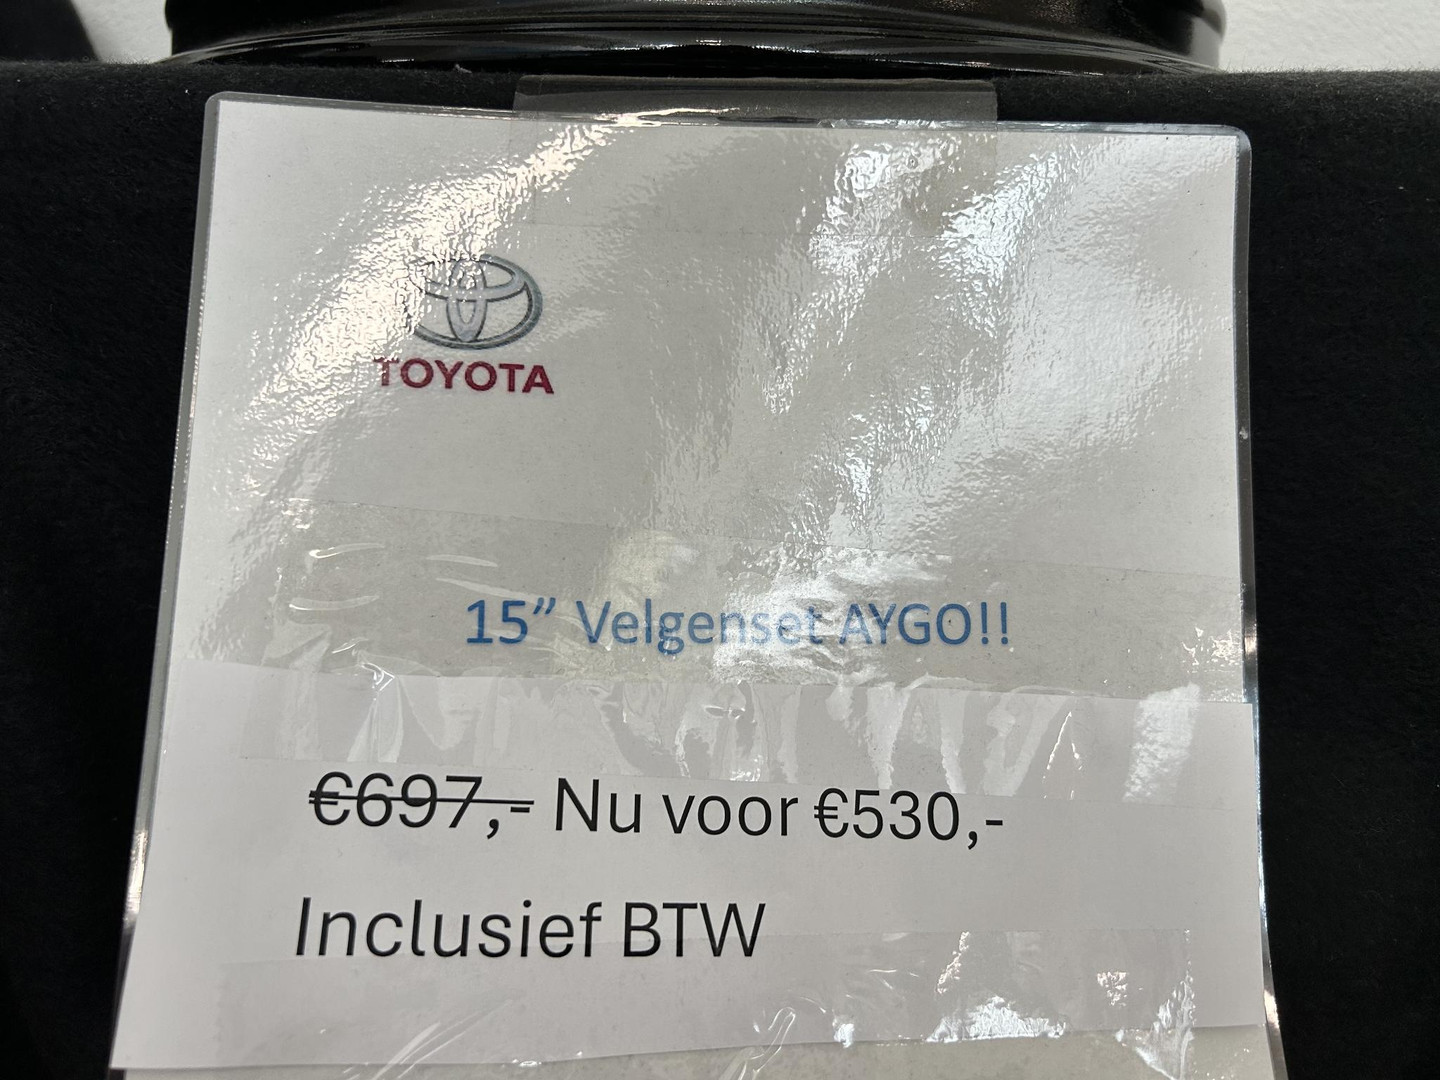 TOYOTA
15” Velgenset AYGO!!
€697,- Nu voor €530,-
Inclusief BTW